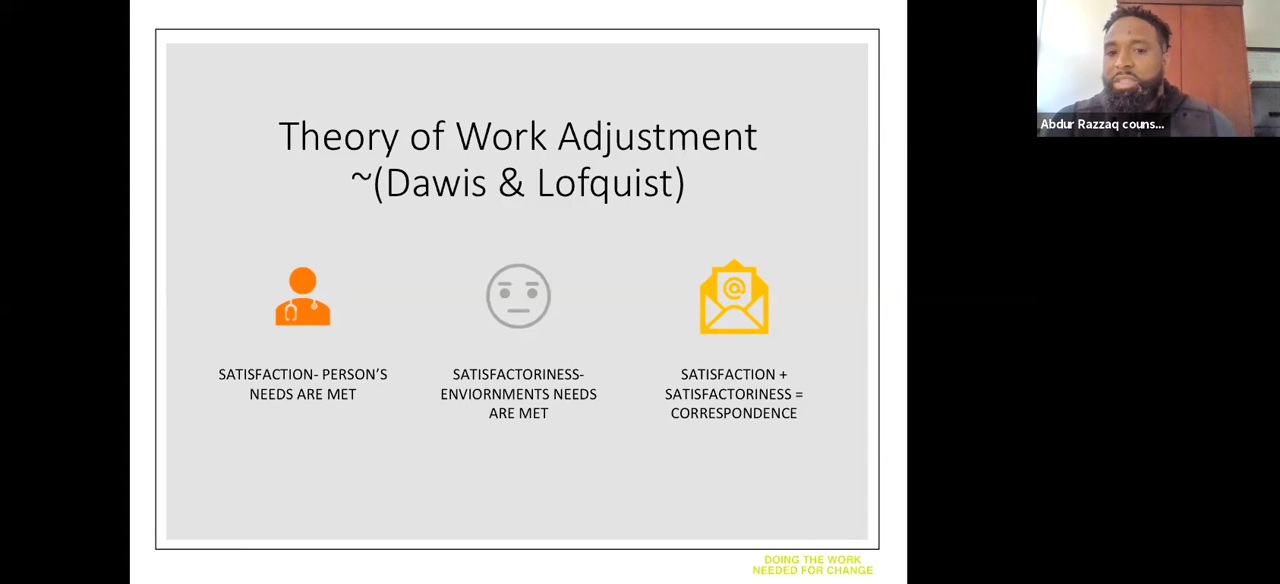 Theory of Work Adjustment
~(Dawis & Lofquist)
SATISFACTION- PERSON'S
NEEDS ARE MET
SATISFACTORINESS-
ENVIORNMENTS NEEDS
ARE MET
SATISFACTION +
SATISFACTORINESS =
CORRESPONDENCE
DOING THE WORK
NEEDED FOR CHANGE
Abdur Razzaq couns...